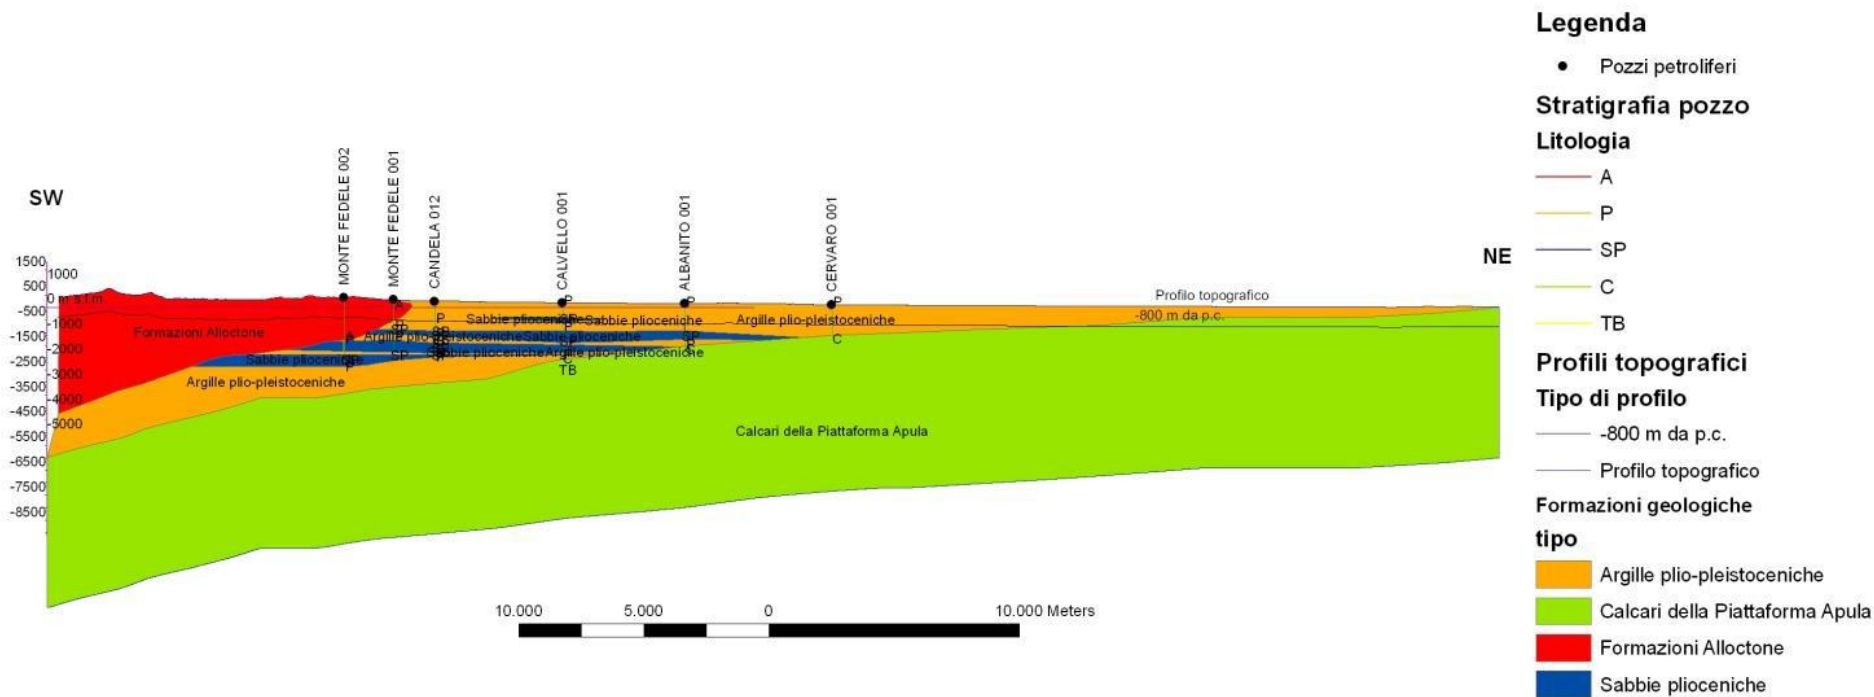 SW
NE
MONTE FEDELE 002
MONTE FEDELE 001
CANDELA 012
CALVELLO 001
ALBANITO 001
CERVARO 001
1500
1000
500
0 m s.l.m
-500
-1000
-1500
-2000
-2500
-3000
-3500
-4000
-4500
-5000
-5500
-6500
-7500
-8500
Profilo topografico
-800 m da p.c.
Formazioni Alloctone
Sabbie plioceniche
Sabbie plioceniche
Argille plio-pleistoceniche
Argille plio-pleistoceniche
Sabbie plioceniche
Sabbie plioceniche
Sabbie plioceniche
Argille plio-pleistoceniche
Argille plio-pleistoceniche
P
C
TB
Calcari della Piattaforma Apula
10.000 5.000 0 10.000 Meters
Legenda
Pozzi petroliferi
Stratigrafia pozzo
Litologia
A
P
SP
C
TB
Profili topografici
Tipo di profilo
-800 m da p.c.
Profilo topografico
Formazioni geologiche
tipo
Argille plio-pleistoceniche
Calcari della Piattaforma Apula
Formazioni Alloctone
Sabbie plioceniche